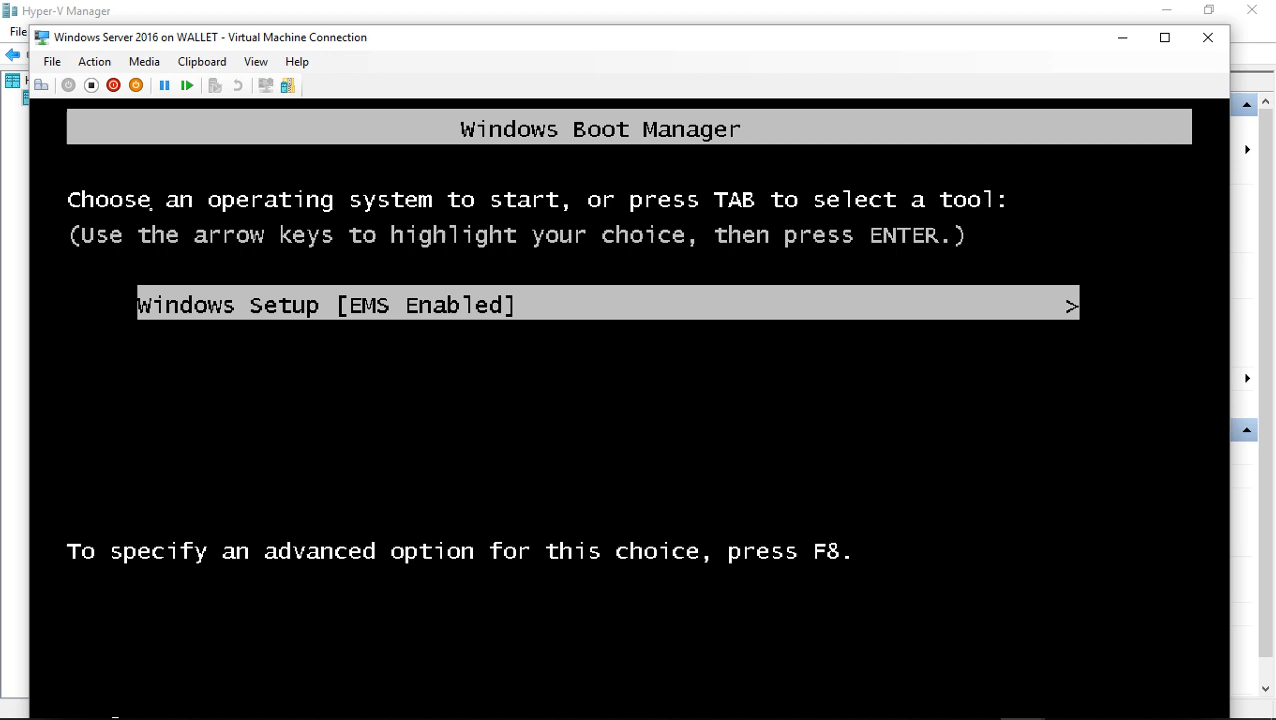 Hyper-V Manager
File
Windows Server 2016 on WALLET - Virtual Machine Connection
File Action Media Clipboard View Help
Windows Boot Manager
Choose an operating system to start, or press TAB to select a tool:
(Use the arrow keys to highlight your choice, then press ENTER.)
Windows Setup [EMS Enabled] >
To specify an advanced option for this choice, press F8.